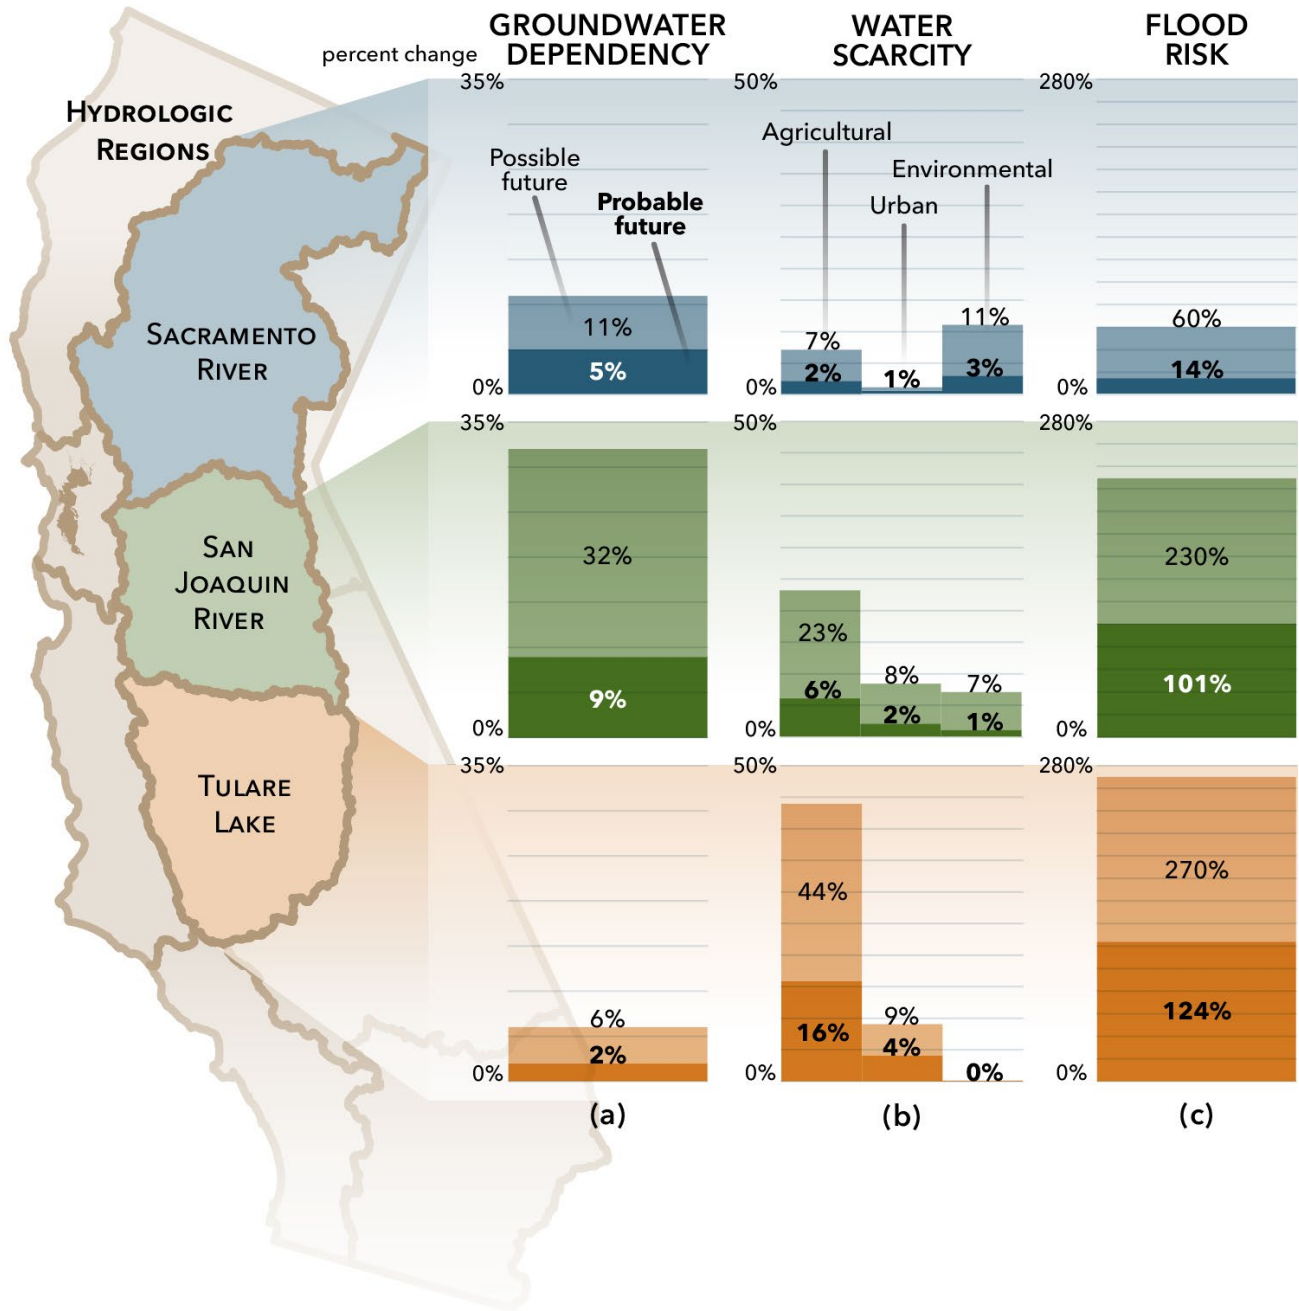 GROUNDWATER
DEPENDENCY
WATER
SCARCITY
FLOOD
RISK
percent change
HYDROLOGIC
REGIONS
SACRAMENTO
RIVER
SAN
JOAQUIN
RIVER
TULARE
LAKE
35%
Possible
future
Probable
future
11%
5%
0%
50%
Agricultural
Urban
Environmental
7%
2%
1%
11%
3%
0%
280%
60%
14%
0%
35%
32%
9%
0%
50%
23%
6%
8%
2%
7%
1%
0%
280%
230%
101%
0%
35%
6%
2%
0%
50%
44%
16%
9%
4%
0%
0%
280%
270%
124%
0%
(a)
(b)
(c)